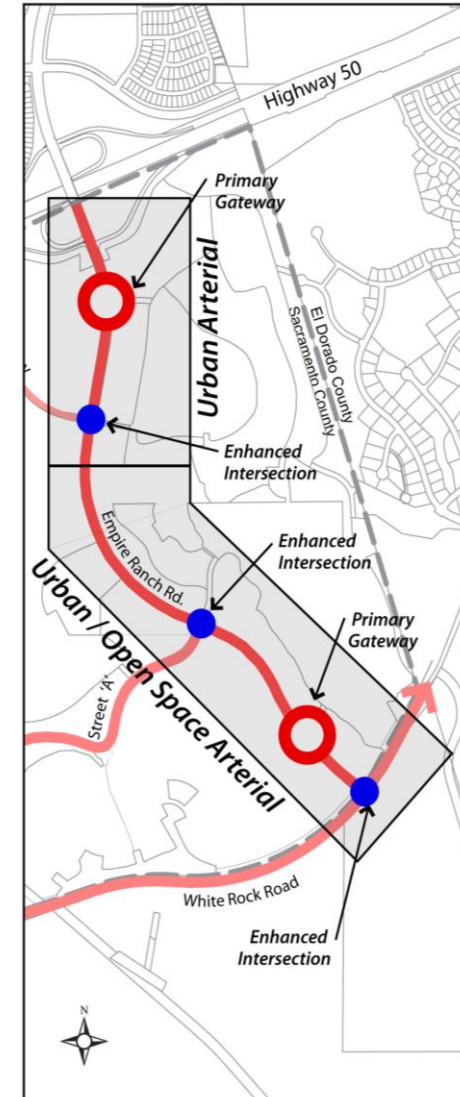 Highway 50
Primary
Gateway
Urban Arterial
El Dorado County
Sacramento County
Enhanced
Intersection
Empire Ranch Rd.
Enhanced
Intersection
Urban / Open Space Arterial
Primary
Gateway
Street 'A'
White Rock Road
Enhanced
Intersection
N